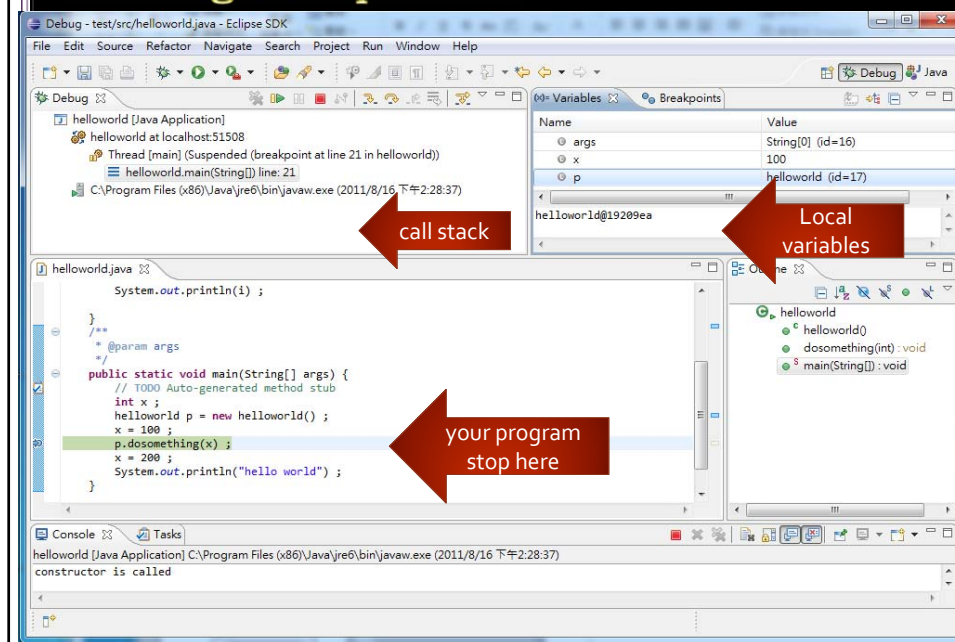 Debug - test/src/helloworld.java - Eclipse SDK
File Edit Source Refactor Navigate Search Project Run Window Help
Debug Java
Debug
helloworld [Java Application]
helloworld at localhost:51508
Thread [main] (Suspended (breakpoint at line 21 in helloworld))
helloworld.main(String[]) line: 21
C:\Program Files (x86)\Java\jre6\bin\javaw.exe (2011/8/16 下午2:28:37)
call stack
(x)= Variables Breakpoints
Name Value
args String[0] (id=16)
x 100
p helloworld (id=17)
helloworld@19209ea
Local
variables
helloworld.java
System.out.println(i) ;
}
/**
* @param args
*/
public static void main(String[] args) {
// TODO Auto-generated method stub
int x ;
helloworld p = new helloworld() ;
x = 100 ;
p.dosomething(x) ;
x = 200 ;
System.out.println("hello world") ;
}
your program
stop here
helloworld
helloworld()
dosomething(int) : void
main(String[]) : void
Console Tasks
helloworld [Java Application] C:\Program Files (x86)\Java\jre6\bin\javaw.exe (2011/8/16 下午2:28:37)
constructor is called